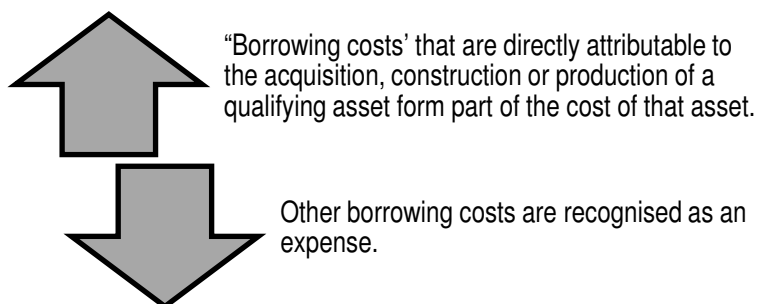 “Borrowing costs’ that are directly attributable to
the acquisition, construction or production of a
qualifying asset form part of the cost of that asset.
Other borrowing costs are recognised as an
expense.